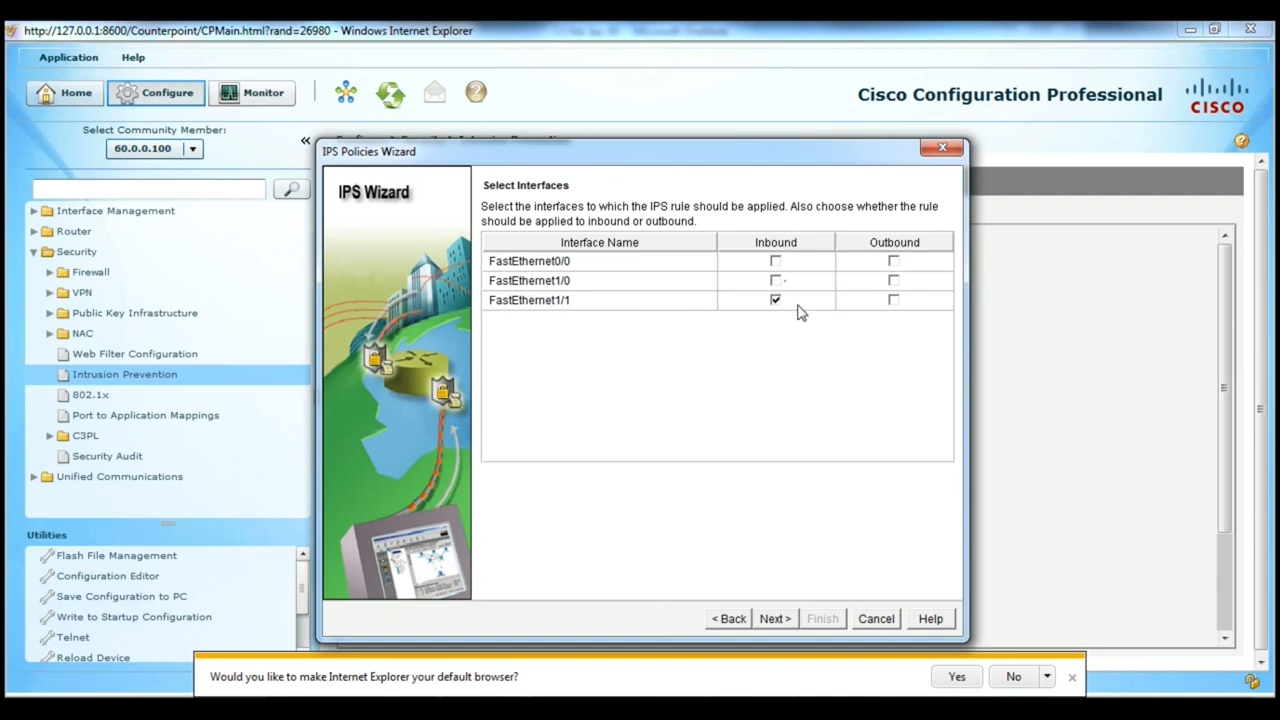 http://127.0.0.1:8600/Counterpoint/CPMain.html?rand=26980 - Windows Internet Explorer
Application Help
Home Configure Monitor
Cisco Configuration Professional
CISCO
Select Community Member:
60.0.0.100
Interface Management
Router
Security
Firewall
VPN
Public Key Infrastructure
NAC
Web Filter Configuration
Intrusion Prevention
802.1x
Port to Application Mappings
C3PL
Security Audit
Unified Communications
Utilities
Flash File Management
Configuration Editor
Save Configuration to PC
Write to Startup Configuration
Telnet
Reload Device
IPS Policies Wizard
IPS Wizard
Select Interfaces
Select the interfaces to which the IPS rule should be applied. Also choose whether the rule
should be applied to inbound or outbound.
Interface Name Inbound Outbound
FastEthernet0/0
FastEthernet1/0
FastEthernet1/1
< Back Next > Finish Cancel Help
Would you like to make Internet Explorer your default browser? Yes No